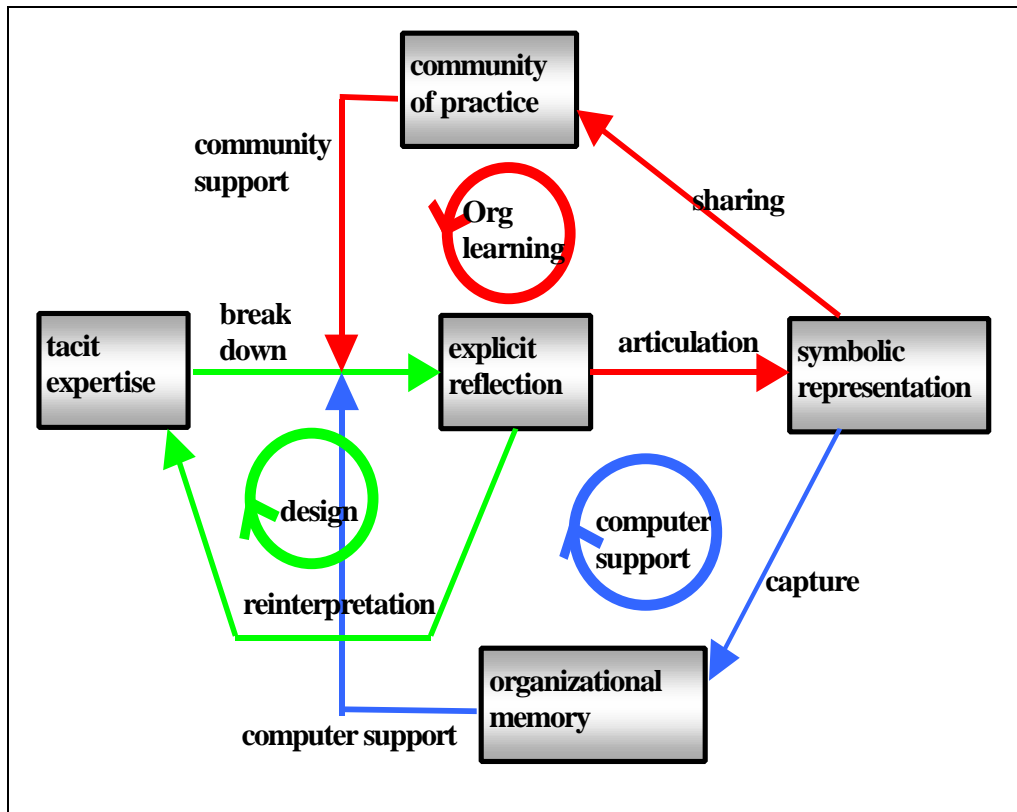 community
of practice
community
support
sharing
Org
learning
break
down
tacit
expertise
explicit
reflection
articulation
symbolic
representation
design
computer
support
capture
reinterpretation
organizational
memory
computer support